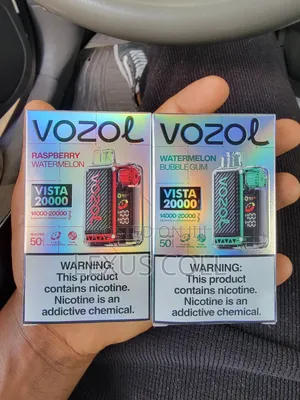 VOZOL
RASPBERRY
WATERMELON
VISTA
20000
14000-20000
50
WARNING:
This product
contains nicotine.
Nicotine is an
addictive chemical.
VOZOL
WATERMELON
BUBBLE GUM
VISTA
20000
14000-20000
50
WARNING:
This product
contains nicotine.
Nicotine is an
addictive chemical.